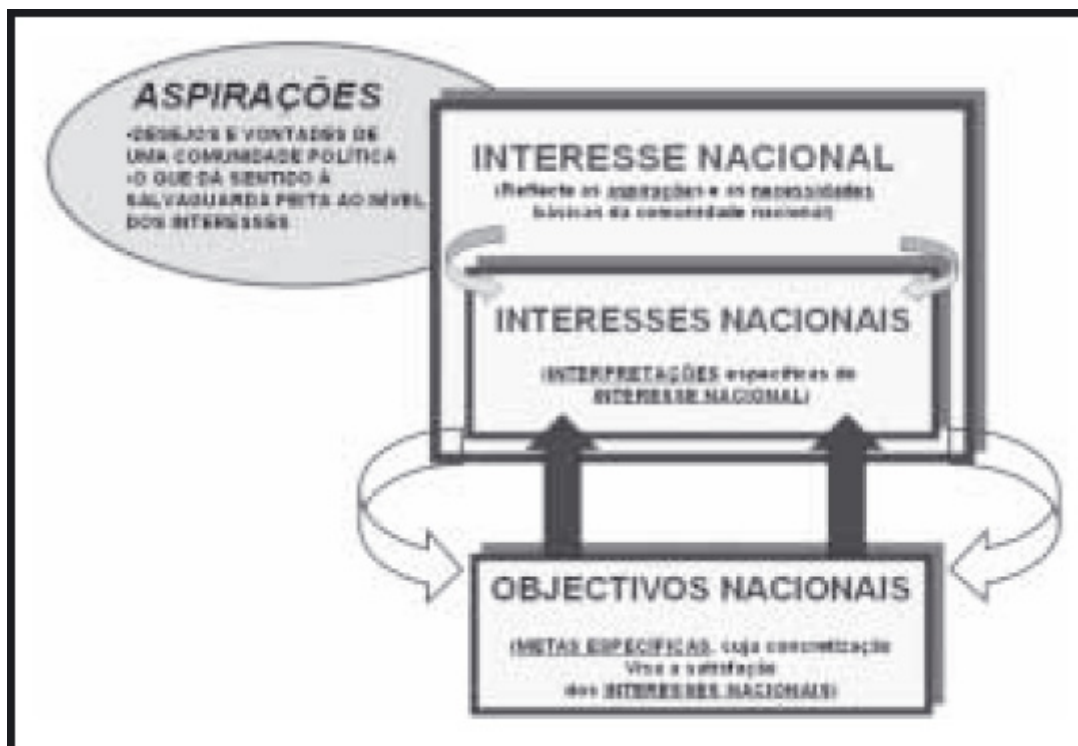 ASPIRAÇÕES
•DESEJOS E VONTADES DE
UMA COMUNIDADE POLÍTICA
•O QUE DÁ SENTIDO À
SALVAGUARDA FEITA AO NÍVEL
DOS INTERESSES
INTERESSE NACIONAL
(Reflecte as aspirações e as necessidades
básicas da comunidade nacional)
INTERESSES NACIONAIS
(INTERPRETAÇÕES específicas do
INTERESSE NACIONAL)
OBJECTIVOS NACIONAIS
(METAS ESPECÍFICAS, cuja concretização
Visa a satisfação
dos INTERESSES NACIONAIS)